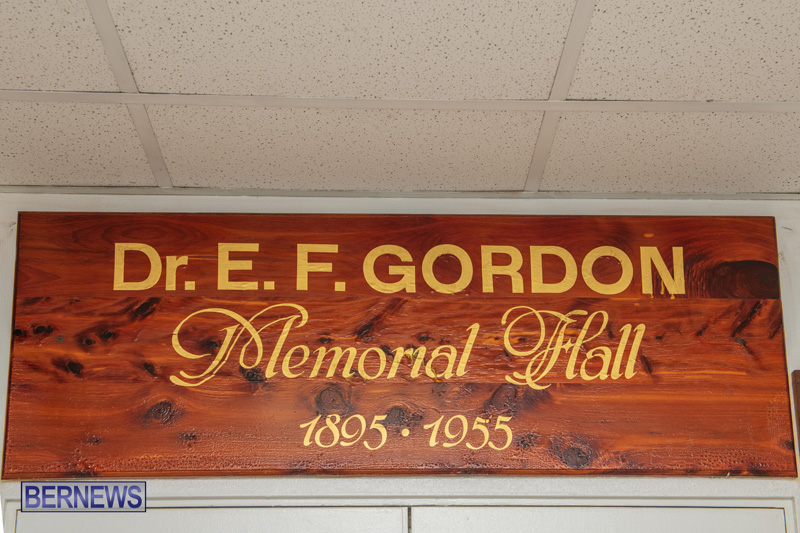 Dr. E. F. GORDON
Memorial Hall
1895 • 1955
BERNEWS